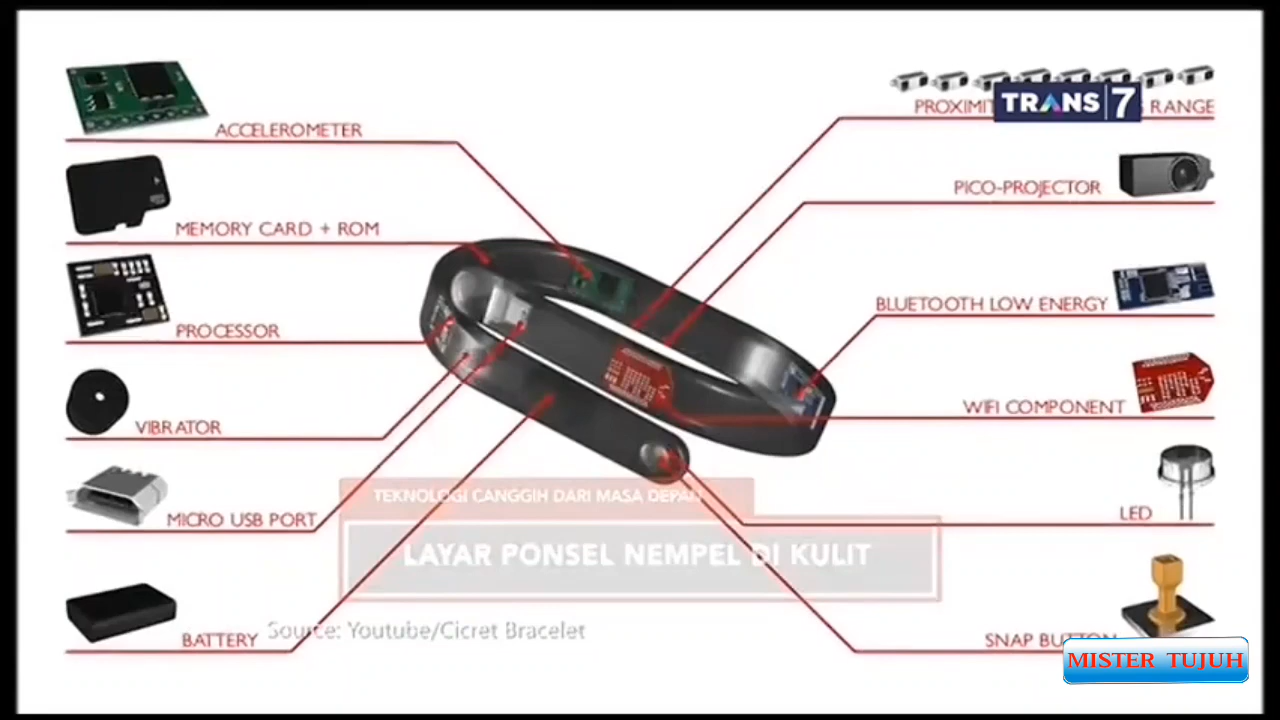 ACCELEROMETER
MEMORY CARD + ROM
PROCESSOR
VIBRATOR
MICRO USB PORT
BATTERY
RANGE
TRANS|7
PICO-PROJECTOR
BLUETOOTH LOW ENERGY
WIFI COMPONENT
LED
SNAP BUTTON
TEKNOLOGI CANGGIH DARI MASA DEPAN
LAYAR PONSEL NEMPEL DI KULIT
Source: Youtube/Cicret Bracelet
MISTER TUJUH